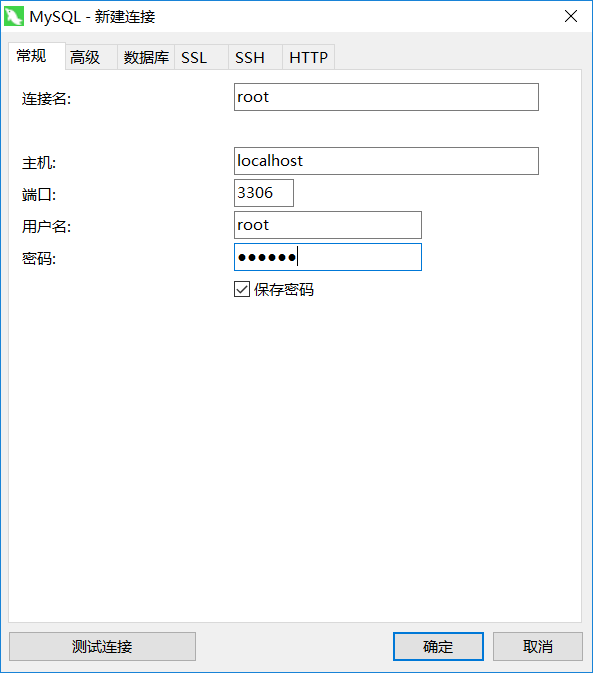 MySQL - 新建连接
常规 高级 数据库 SSL SSH HTTP
连接名: root
主机: localhost
端口: 3306
用户名: root
密码: ●●●●●●
保存密码
测试连接 确定 取消